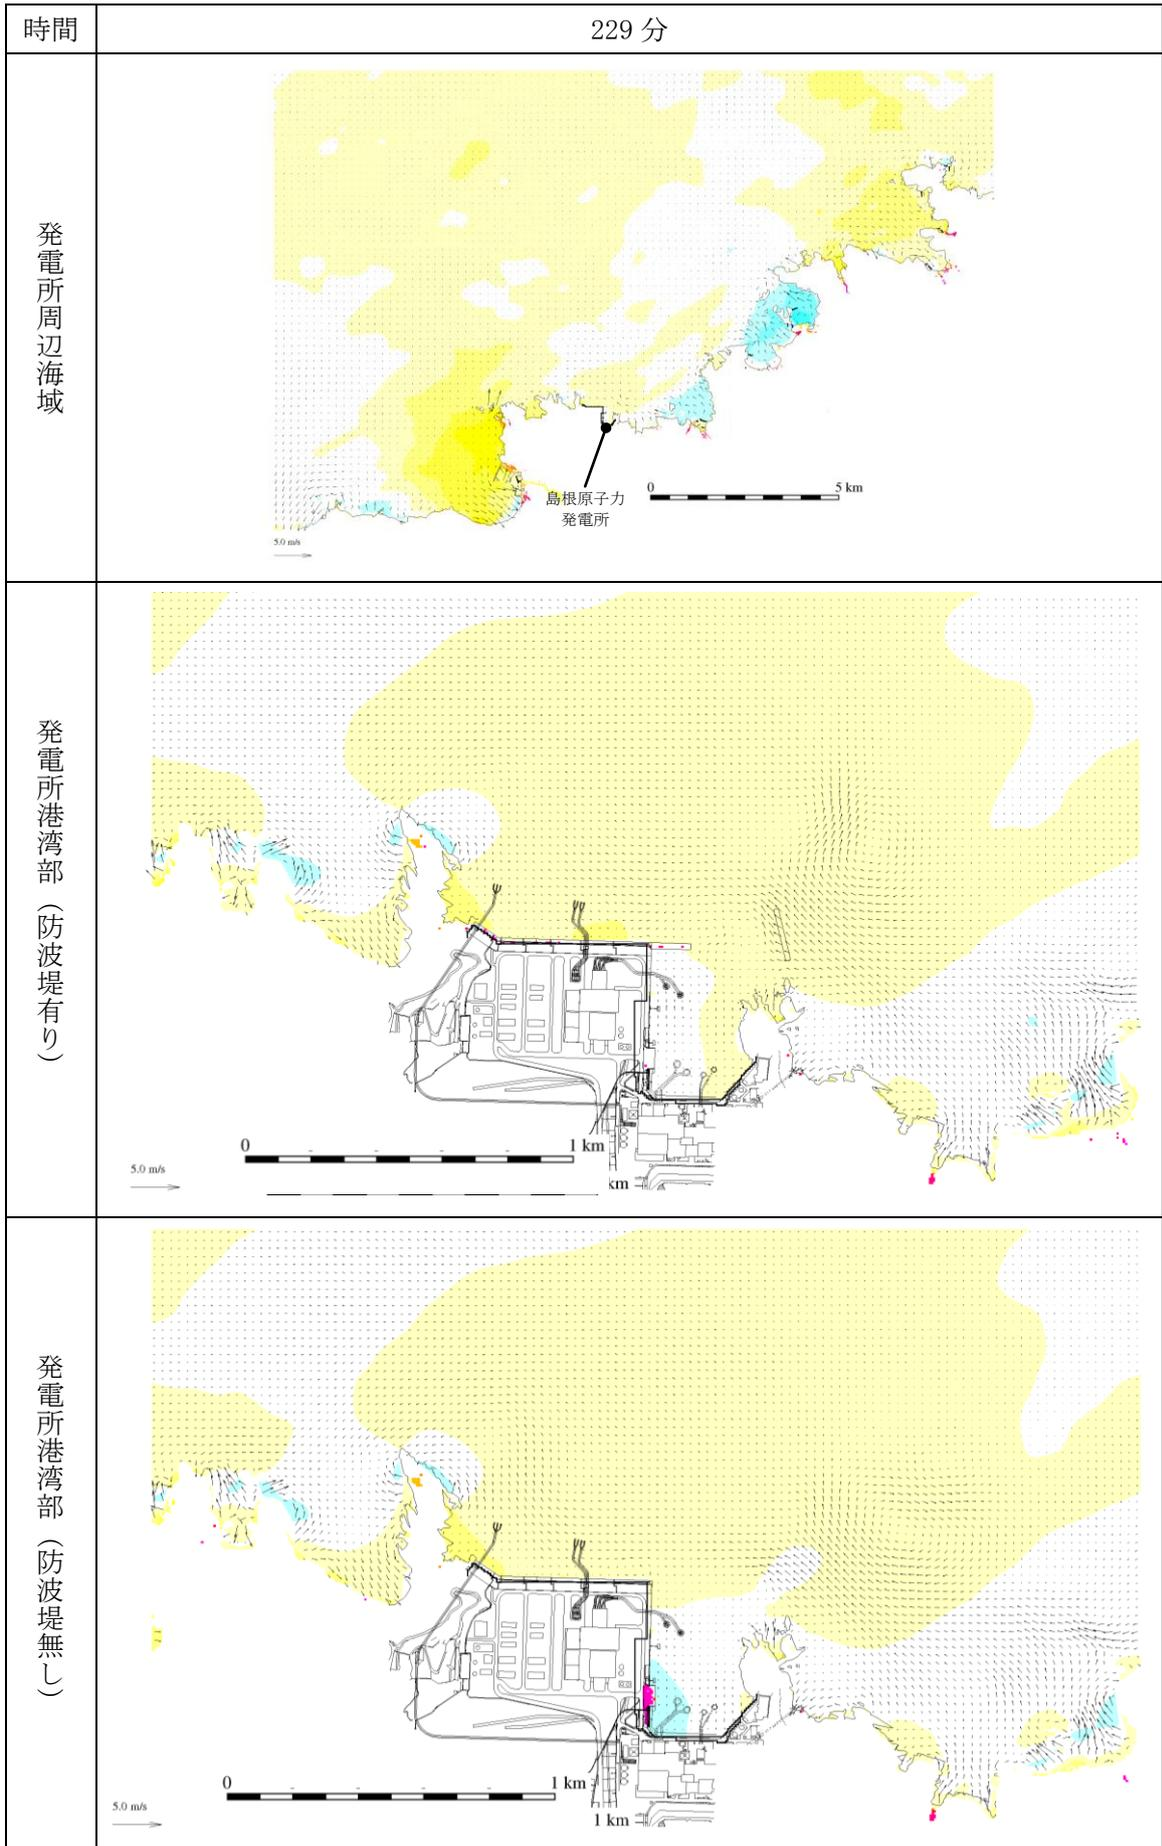 時間
229 分
発電所周辺海域
島根原子力
発電所
0
5 km
5.0 m/s
発電所港湾部（防波堤有り）
0
1 km
5.0 m/s
km
発電所港湾部（防波堤無し）
0
1 km
5.0 m/s
1 km